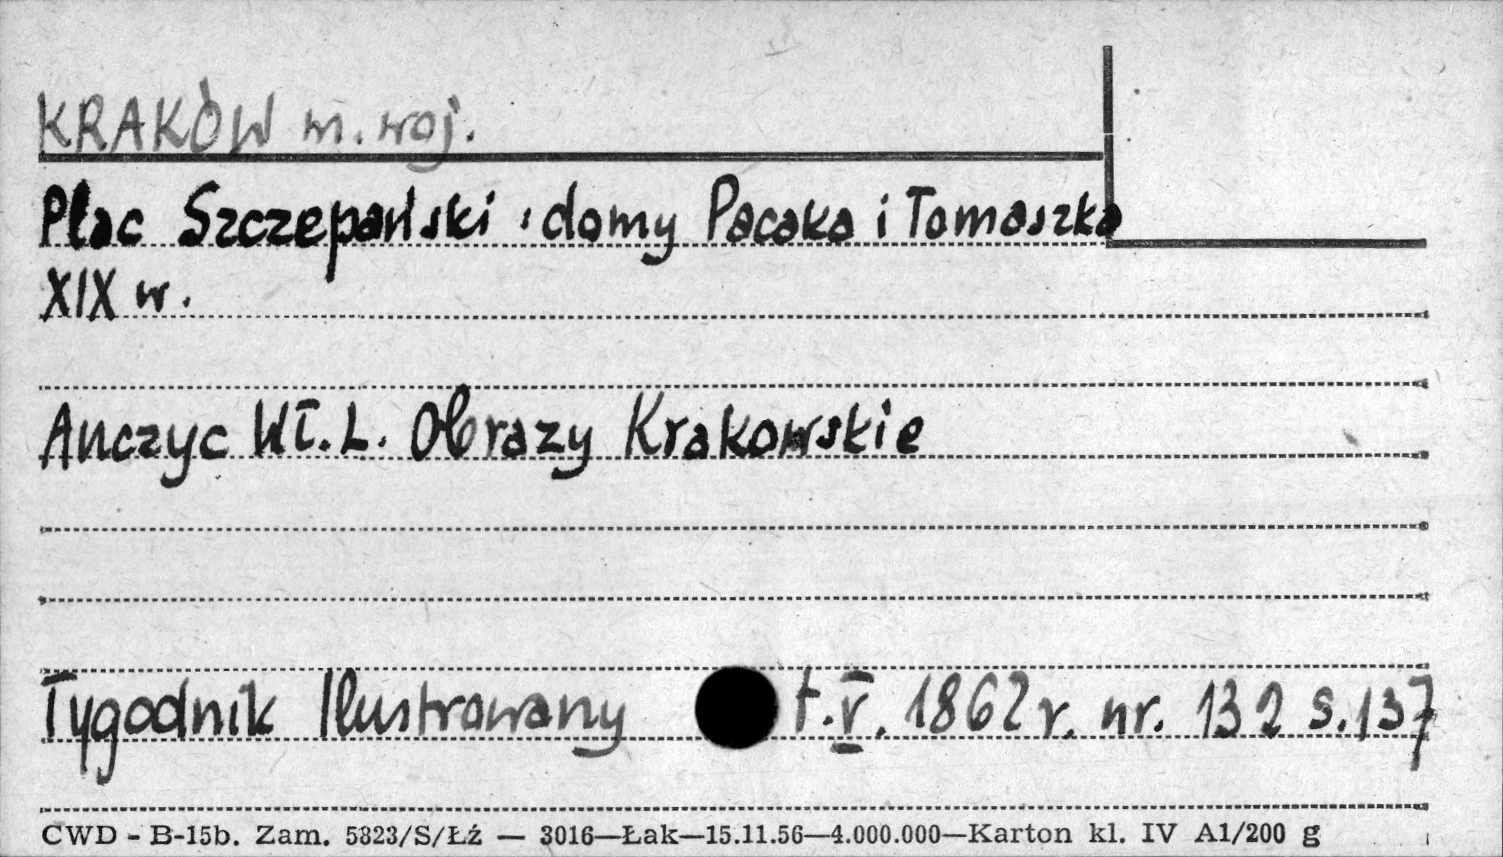 KRAKÓW m. woj.
Plac Szczepański, domy Pacaka i Tomaszka
XIX w.
Anczyc Wł. L. Obrazy Krakowskie
Tygodnik Ilustrowany t. V. 1862 r. nr. 132 s. 137
CWD - B-15b. Zam. 5823/S/Łź — 3016—Łak—15.11.56—4.000.000—Karton kl. IV A1/200 g